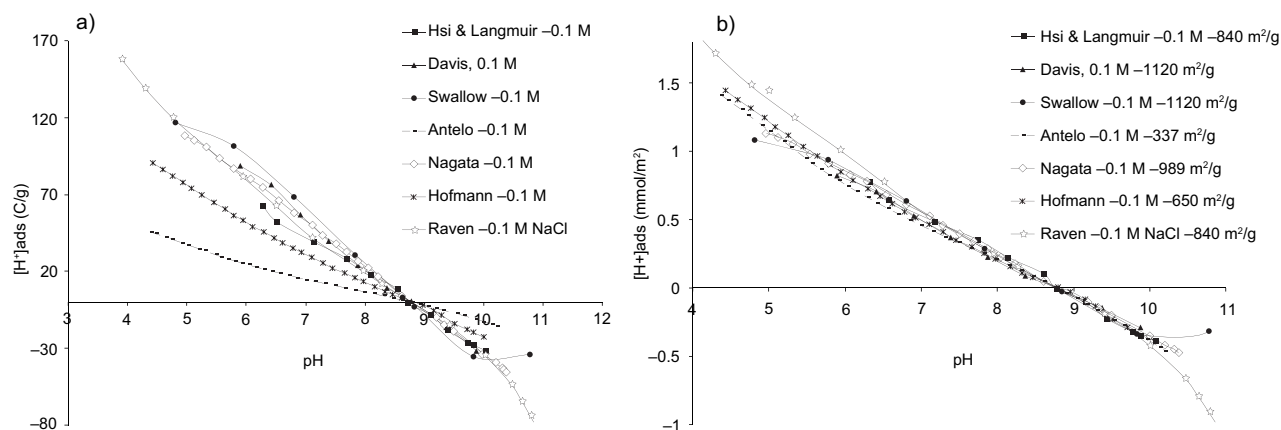 a)
[H⁺]ads (C/g)
170
120
70
20
−30
−80
3 4 5 6 7 8 9 10 11 12
pH
Hsi & Langmuir –0.1 M
Davis, 0.1 M
Swallow –0.1 M
Antelo –0.1 M
Nagata –0.1 M
Hofmann –0.1 M
Raven –0.1 M NaCl
b)
[H+]ads (mmol/m²)
1.5
1
0.5
0
−0.5
−1
4 5 6 7 8 9 10 11
pH
Hsi & Langmuir –0.1 M –840 m²/g
Davis, 0.1 M –1120 m²/g
Swallow –0.1 M –1120 m²/g
Antelo –0.1 M –337 m²/g
Nagata –0.1 M –989 m²/g
Hofmann –0.1 M –650 m²/g
Raven –0.1 M NaCl –840 m²/g